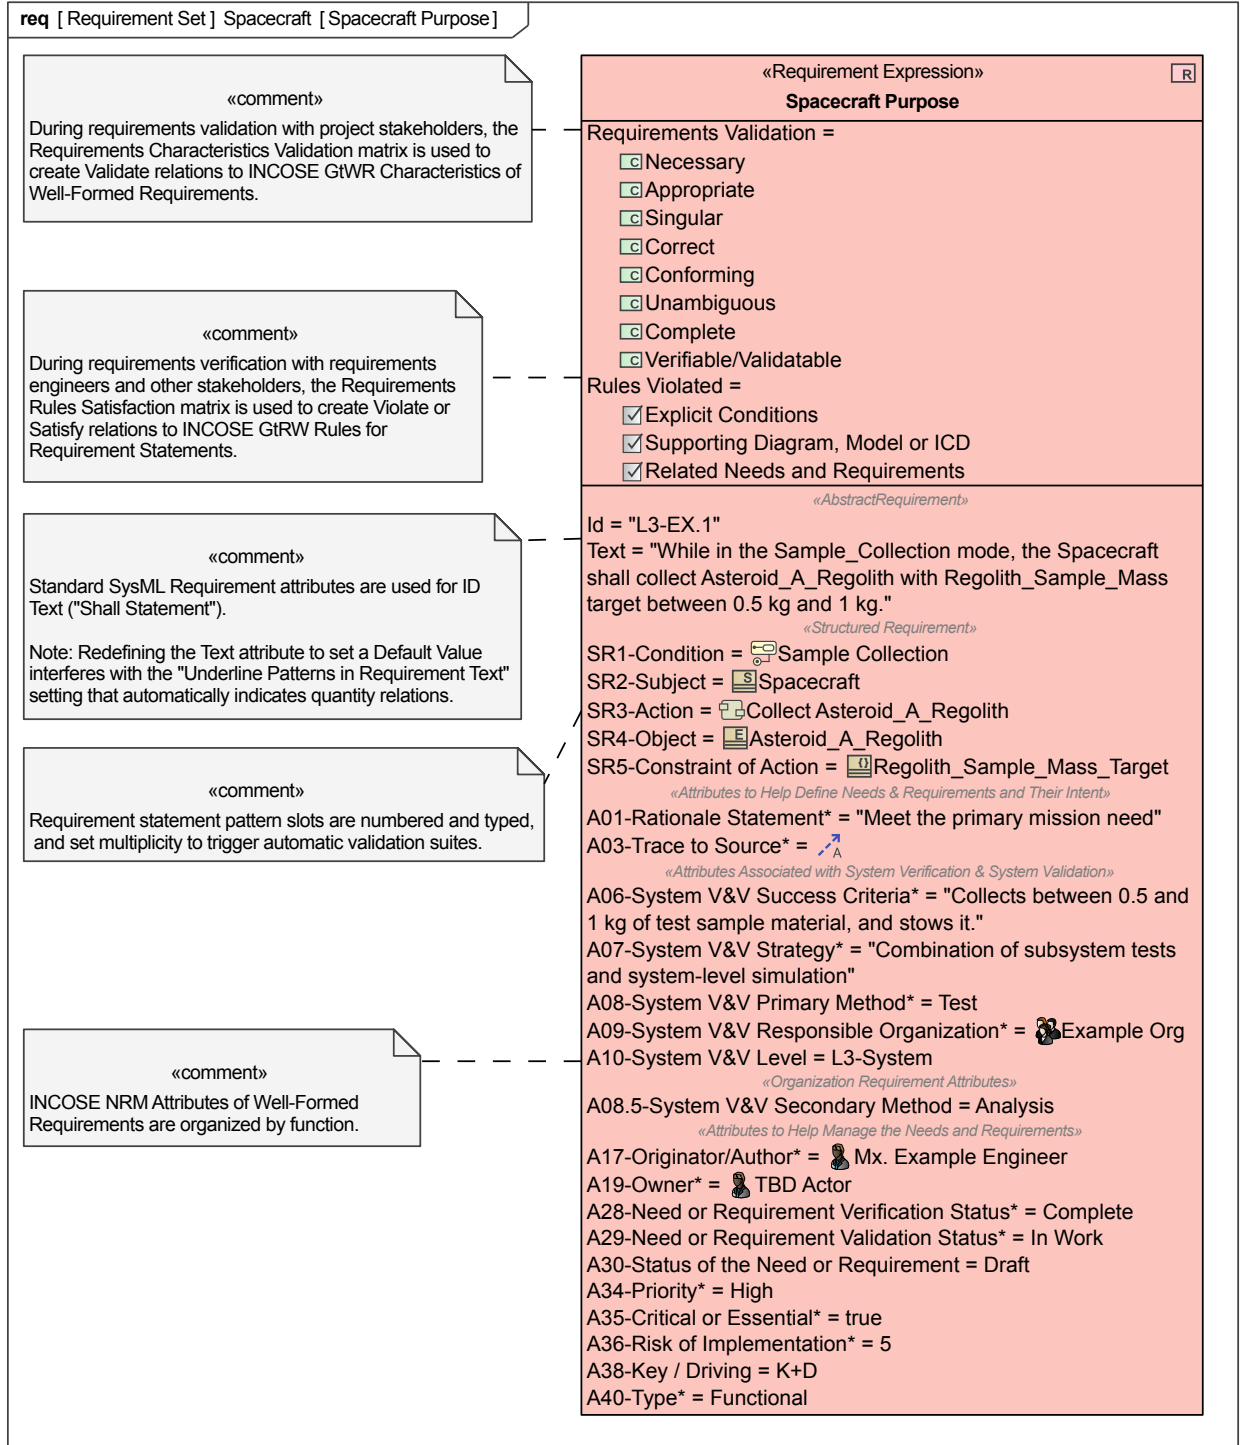 req [ Requirement Set ] Spacecraft [ Spacecraft Purpose ]
«comment»
During requirements validation with project stakeholders, the
Requirements Characteristics Validation matrix is used to
create Validate relations to INCOSE GtWR Characteristics of
Well-Formed Requirements.
«comment»
During requirements verification with requirements
engineers and other stakeholders, the Requirements
Rules Satisfaction matrix is used to create Violate or
Satisfy relations to INCOSE GtRW Rules for
Requirement Statements.
«comment»
Standard SysML Requirement attributes are used for ID
Text ("Shall Statement").
Note: Redefining the Text attribute to set a Default Value
interferes with the "Underline Patterns in Requirement Text"
setting that automatically indicates quantity relations.
«comment»
Requirement statement pattern slots are numbered and typed,
and set multiplicity to trigger automatic validation suites.
«comment»
INCOSE NRM Attributes of Well-Formed
Requirements are organized by function.
«Requirement Expression»
R
Spacecraft Purpose
Requirements Validation =
C Necessary
C Appropriate
C Singular
C Correct
C Conforming
C Unambiguous
C Complete
C Verifiable/Validatable
Rules Violated =
Explicit Conditions
Supporting Diagram, Model or ICD
Related Needs and Requirements
«AbstractRequirement»
Id = "L3-EX.1"
Text = "While in the Sample_Collection mode, the Spacecraft
shall collect Asteroid_A_Regolith with Regolith_Sample_Mass
target between 0.5 kg and 1 kg."
«Structured Requirement»
SR1-Condition = Sample Collection
SR2-Subject = S Spacecraft
SR3-Action = Collect Asteroid_A_Regolith
SR4-Object = E Asteroid_A_Regolith
SR5-Constraint of Action = {} Regolith_Sample_Mass_Target
«Attributes to Help Define Needs & Requirements and Their Intent»
A01-Rationale Statement* = "Meet the primary mission need"
A03-Trace to Source* = A
«Attributes Associated with System Verification & System Validation»
A06-System V&V Success Criteria* = "Collects between 0.5 and
1 kg of test sample material, and stows it."
A07-System V&V Strategy* = "Combination of subsystem tests
and system-level simulation"
A08-System V&V Primary Method* = Test
A09-System V&V Responsible Organization* = Example Org
A10-System V&V Level = L3-System
«Organization Requirement Attributes»
A08.5-System V&V Secondary Method = Analysis
«Attributes to Help Manage the Needs and Requirements»
A17-Originator/Author* = Mx. Example Engineer
A19-Owner* = TBD Actor
A28-Need or Requirement Verification Status* = Complete
A29-Need or Requirement Validation Status* = In Work
A30-Status of the Need or Requirement = Draft
A34-Priority* = High
A35-Critical or Essential* = true
A36-Risk of Implementation* = 5
A38-Key / Driving = K+D
A40-Type* = Functional